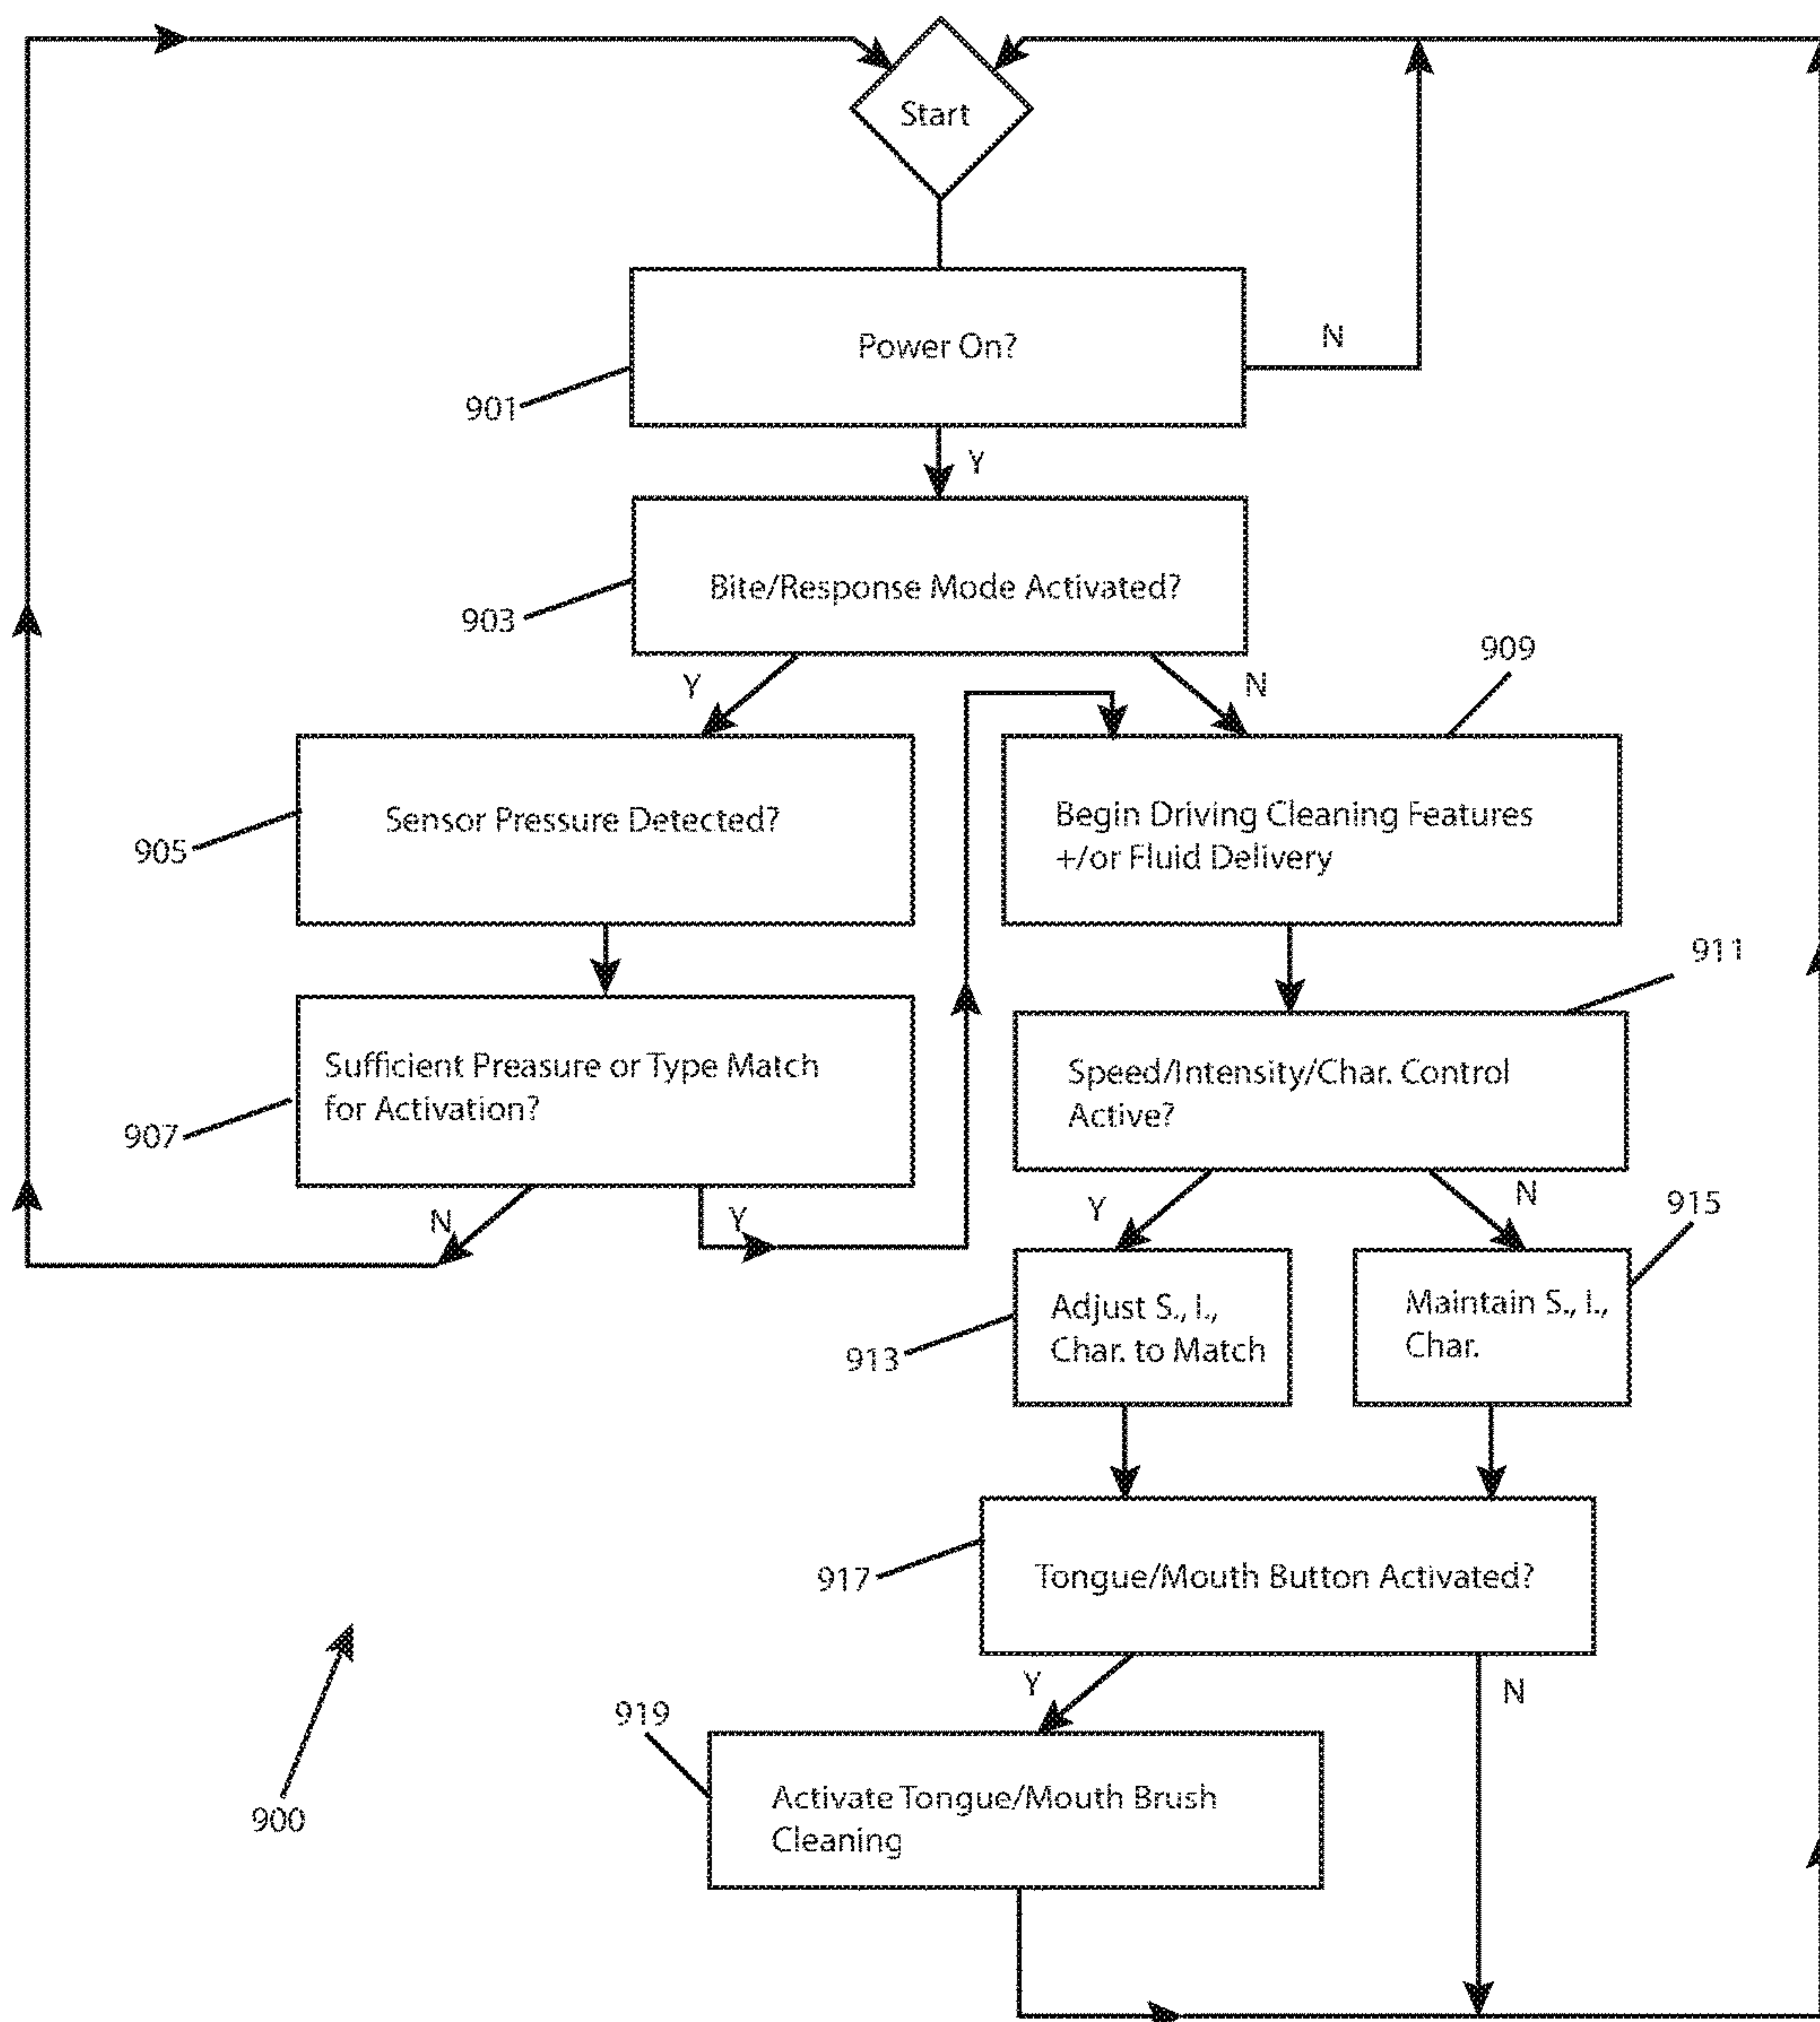 Start
Power On?
N
901
Y
Bite/Response Mode Activated?
903
909
Y
N
Sensor Pressure Detected?
905
Begin Driving Cleaning Features
+/or Fluid Delivery
911
Sufficient Preasure or Type Match
for Activation?
907
Speed/Intensity/Char. Control
Active?
N
Y
Y
N
915
Adjust S., I.,
Char. to Match
913
Maintain S., I.,
Char.
Tongue/Mouth Button Activated?
917
Y
N
919
Activate Tongue/Mouth Brush
Cleaning
900